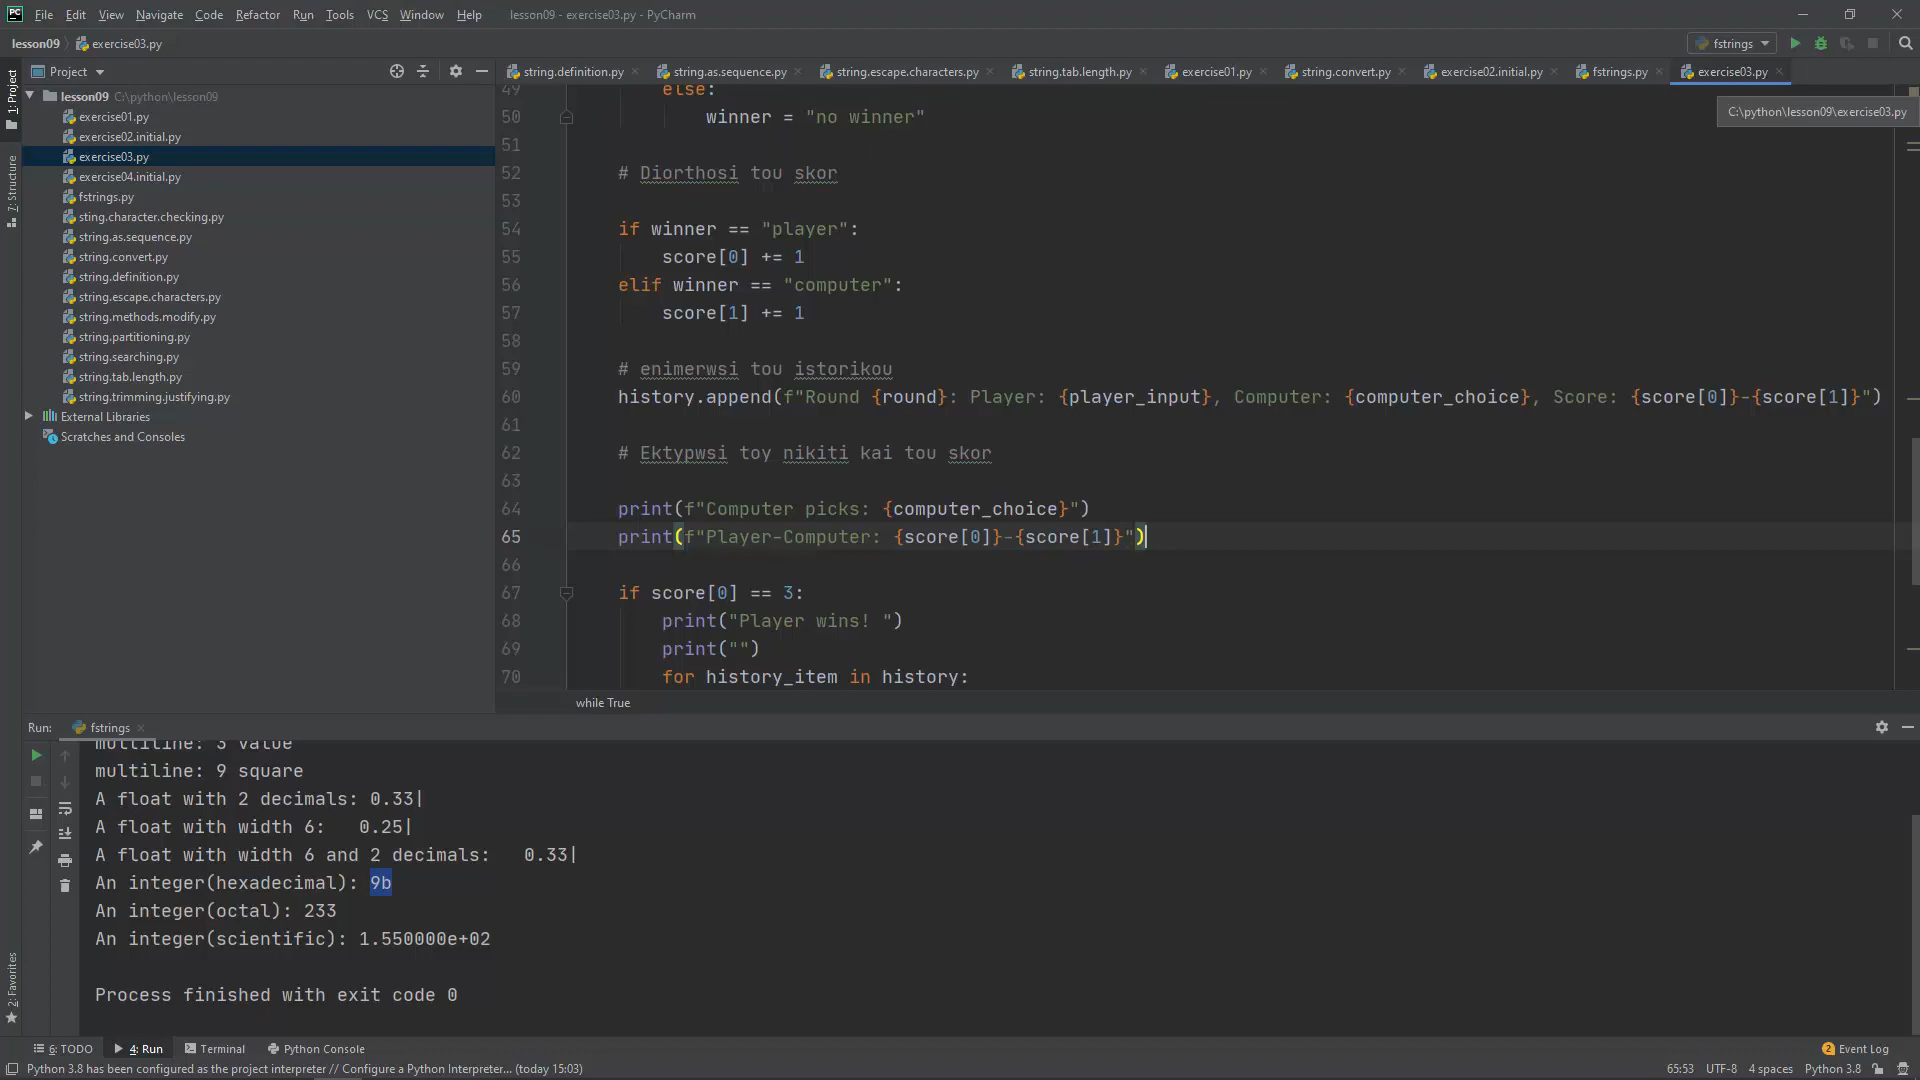 PC File Edit View Navigate Code Refactor Run Tools VCS Window Help lesson09 - exercise03.py - PyCharm
lesson09 exercise03.py fstrings
Project
string.definition.py string.as.sequence.py string.escape.characters.py string.tab.length.py exercise01.py string.convert.py exercise02.initial.py fstrings.py exercise03.py
C:\python\lesson09\exercise03.py
1: Project
7: Structure
2: Favorites
lesson09 C:\python\lesson09
exercise01.py
exercise02.initial.py
exercise03.py
exercise04.initial.py
fstrings.py
sting.character.checking.py
string.as.sequence.py
string.convert.py
string.definition.py
string.escape.characters.py
string.methods.modify.py
string.partitioning.py
string.searching.py
string.tab.length.py
string.trimming.justifying.py
External Libraries
Scratches and Consoles
49 else:
50 winner = "no winner"
51
52 # Diorthosi tou skor
53
54 if winner == "player":
55 score[0] += 1
56 elif winner == "computer":
57 score[1] += 1
58
59 # enimerwsi tou istorikou
60 history.append(f"Round {round}: Player: {player_input}, Computer: {computer_choice}, Score: {score[0]}-{score[1]}")
61
62 # Ektypwsi toy nikiti kai tou skor
63
64 print(f"Computer picks: {computer_choice}")
65 print(f"Player-Computer: {score[0]}-{score[1]}")
66
67 if score[0] == 3:
68 print("Player wins! ")
69 print("")
70 for history_item in history:
while True
Run: fstrings
multiline: 3 value
multiline: 9 square
A float with 2 decimals: 0.33|
A float with width 6:   0.25|
A float with width 6 and 2 decimals:   0.33|
An integer(hexadecimal): 9b
An integer(octal): 233
An integer(scientific): 1.550000e+02
Process finished with exit code 0
6: TODO 4: Run Terminal Python Console 2 Event Log
Python 3.8 has been configured as the project interpreter // Configure a Python Interpreter... (today 15:03) 65:53 UTF-8 4 spaces Python 3.8